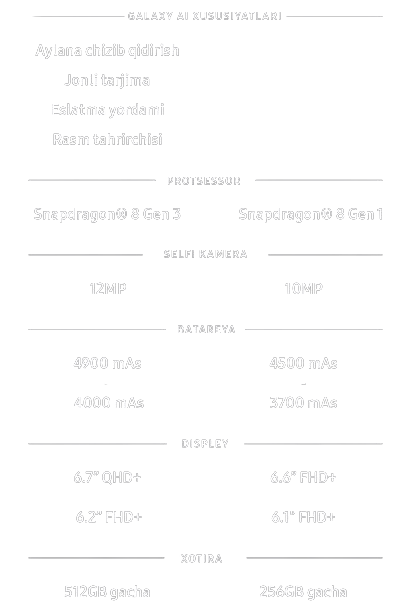 GALAXY AI XUSUSIYATLARI
Aylana chizib qidirish
Jonli tarjima
Eslatma yordami
Rasm tahrirchisi
PROTSESSOR
Snapdragon® 8 Gen 3 Snapdragon® 8 Gen 1
SELFI KAMERA
12MP 10MP
BATAREYA
4900 mAs 4500 mAs
4000 mAs 3700 mAs
DISPLEY
6.7” QHD+ 6.6” FHD+
6.2” FHD+ 6.1” FHD+
XOTIRA
512GB gacha 256GB gacha